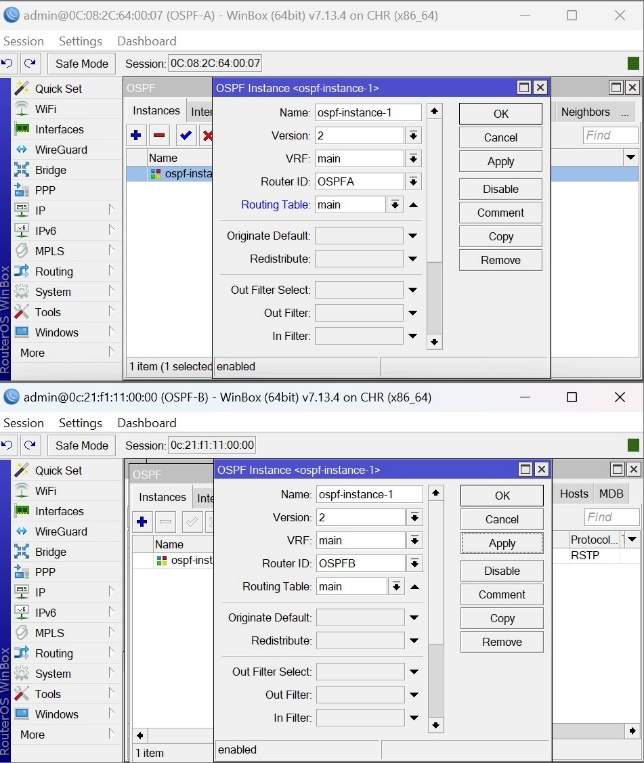 admin@0C:08:2C:64:00:07 (OSPF-A) - WinBox (64bit) v7.13.4 on CHR (x86_64)
Session Settings Dashboard
Safe Mode Session: 0C:08:2C:64:00:07
RouterOS WinBox
Quick Set
WiFi
Interfaces
WireGuard
Bridge
PPP
IP
IPv6
MPLS
Routing
System
Tools
Windows
More
OSPF
Instances Inter
Name
ospf-insta
1 item (1 selected
Neighbors ...
Find
OSPF Instance <ospf-instance-1>
Name: ospf-instance-1
Version: 2
VRF: main
Router ID: OSPFA
Routing Table: main
Originate Default:
Redistribute:
Out Filter Select:
Out Filter:
In Filter:
OK
Cancel
Apply
Disable
Comment
Copy
Remove
enabled
admin@0c:21:f1:11:00:00 (OSPF-B) - WinBox (64bit) v7.13.4 on CHR (x86_64)
Session Settings Dashboard
Safe Mode Session: 0c:21:f1:11:00:00
RouterOS WinBox
Quick Set
WiFi
Interfaces
WireGuard
Bridge
PPP
IP
IPv6
MPLS
Routing
System
Tools
Windows
More
OSPF
Instances Inte
Name
ospf-inst
1 item
Hosts MDB
Find
Protocol...
RSTP
OSPF Instance <ospf-instance-1>
Name: ospf-instance-1
Version: 2
VRF: main
Router ID: OSPFB
Routing Table: main
Originate Default:
Redistribute:
Out Filter Select:
Out Filter:
In Filter:
OK
Cancel
Apply
Disable
Comment
Copy
Remove
enabled